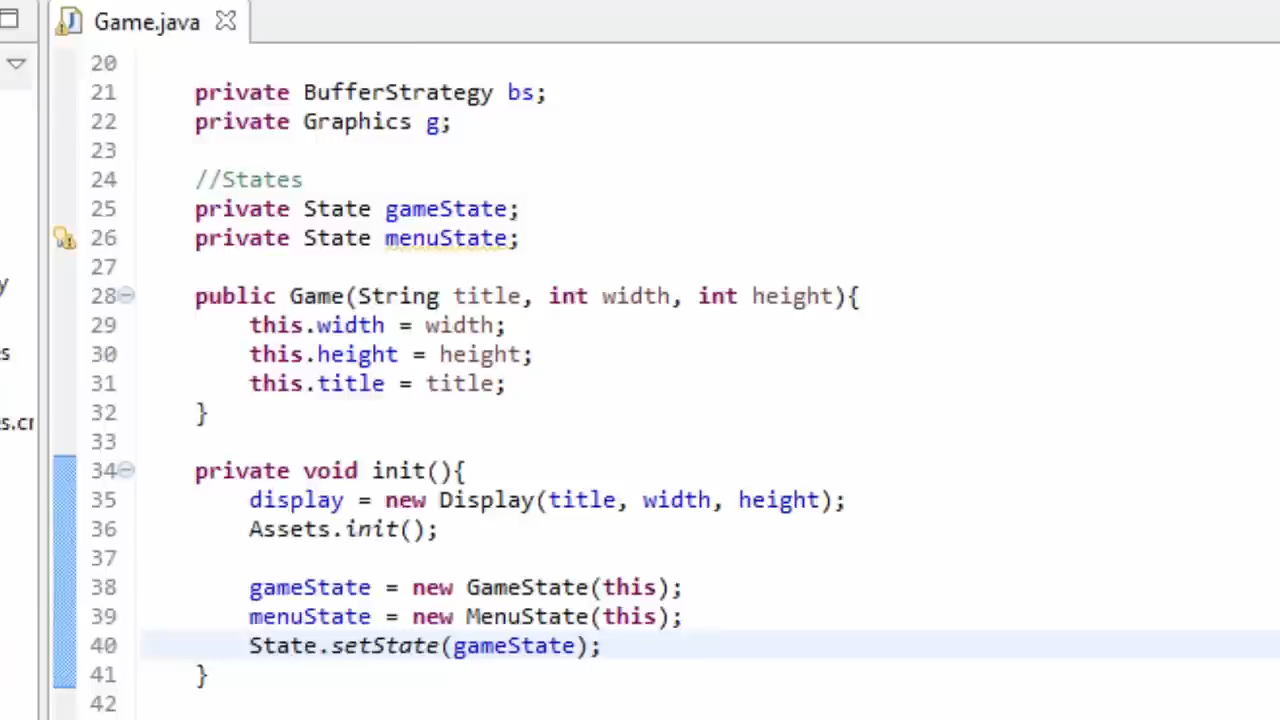 Game.java
20
21 private BufferStrategy bs;
22 private Graphics g;
23
24 //States
25 private State gameState;
26 private State menuState;
27
28 public Game(String title, int width, int height){
29 this.width = width;
30 this.height = height;
31 this.title = title;
32 }
33
34 private void init(){
35 display = new Display(title, width, height);
36 Assets.init();
37
38 gameState = new GameState(this);
39 menuState = new MenuState(this);
40 State.setState(gameState);
41 }
42